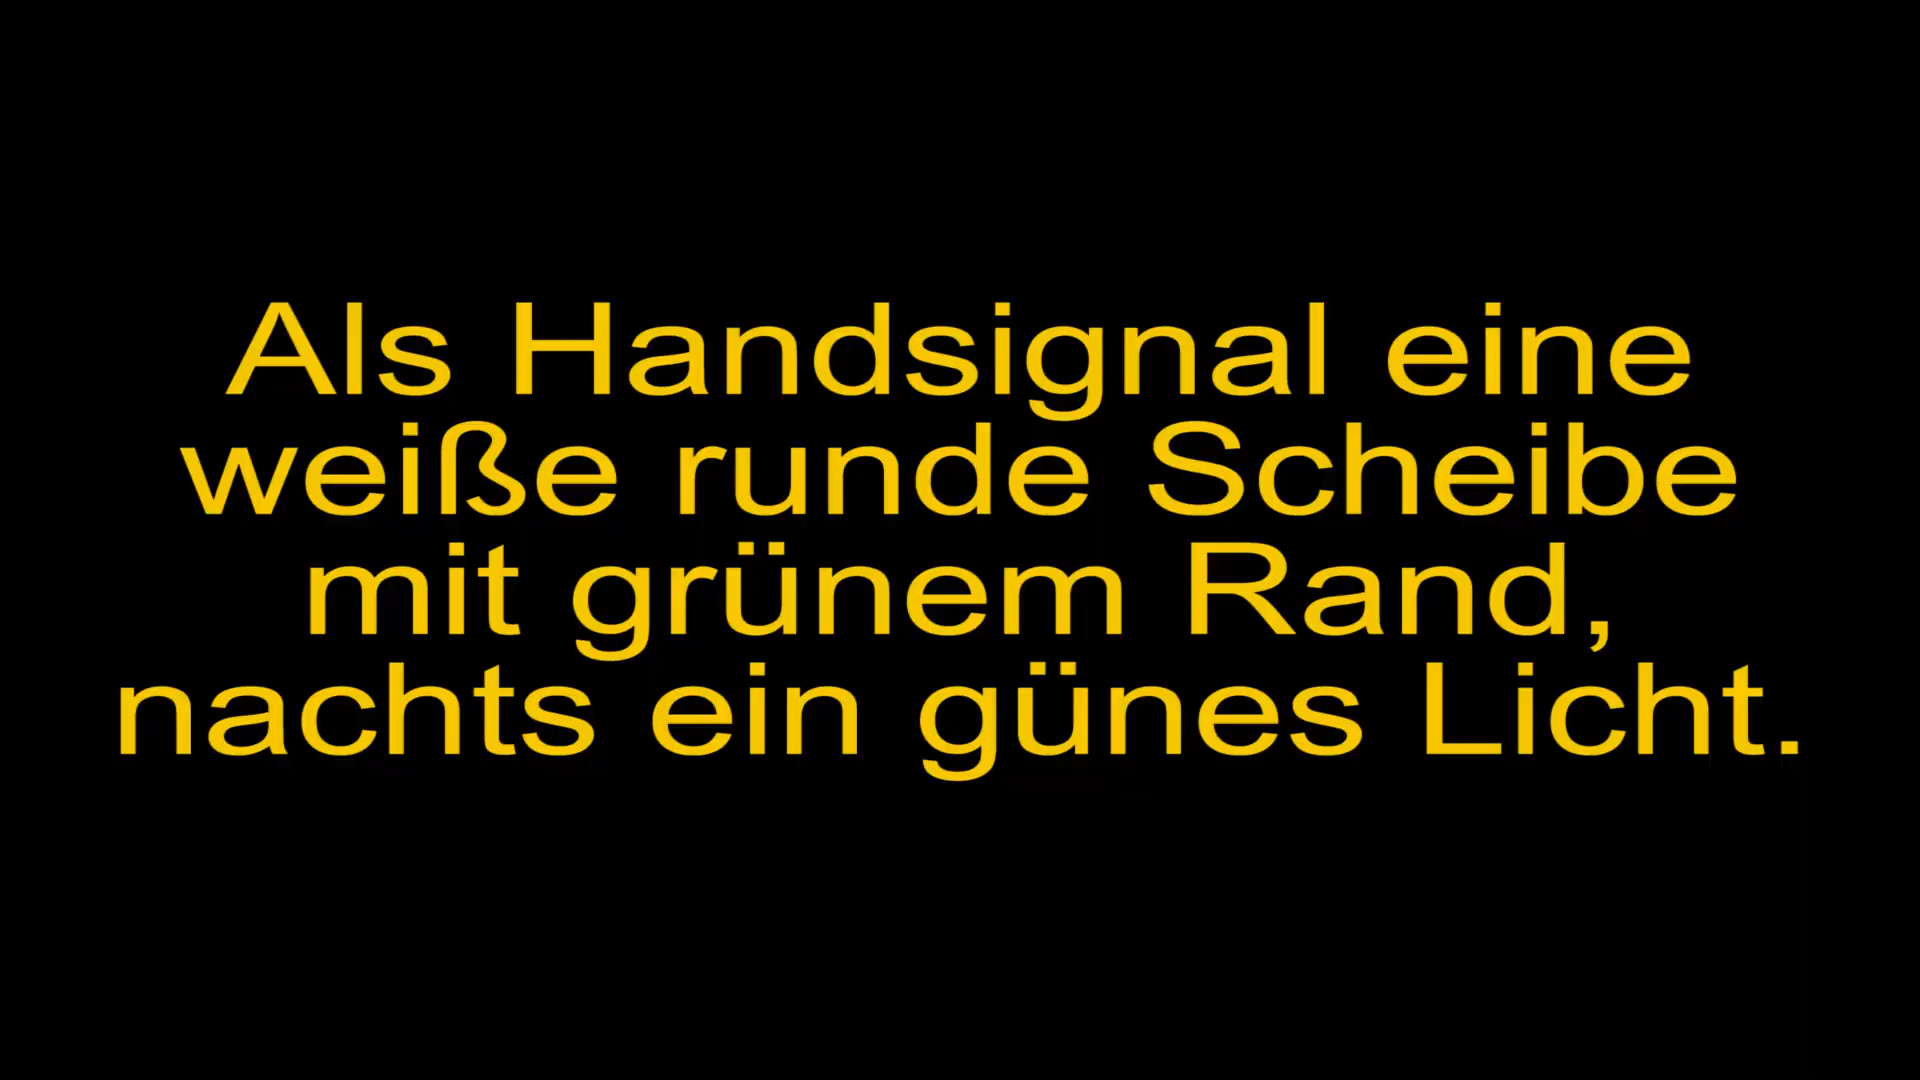 Als Handsignal eine
weiße runde Scheibe
mit grünem Rand,
nachts ein günes Licht.